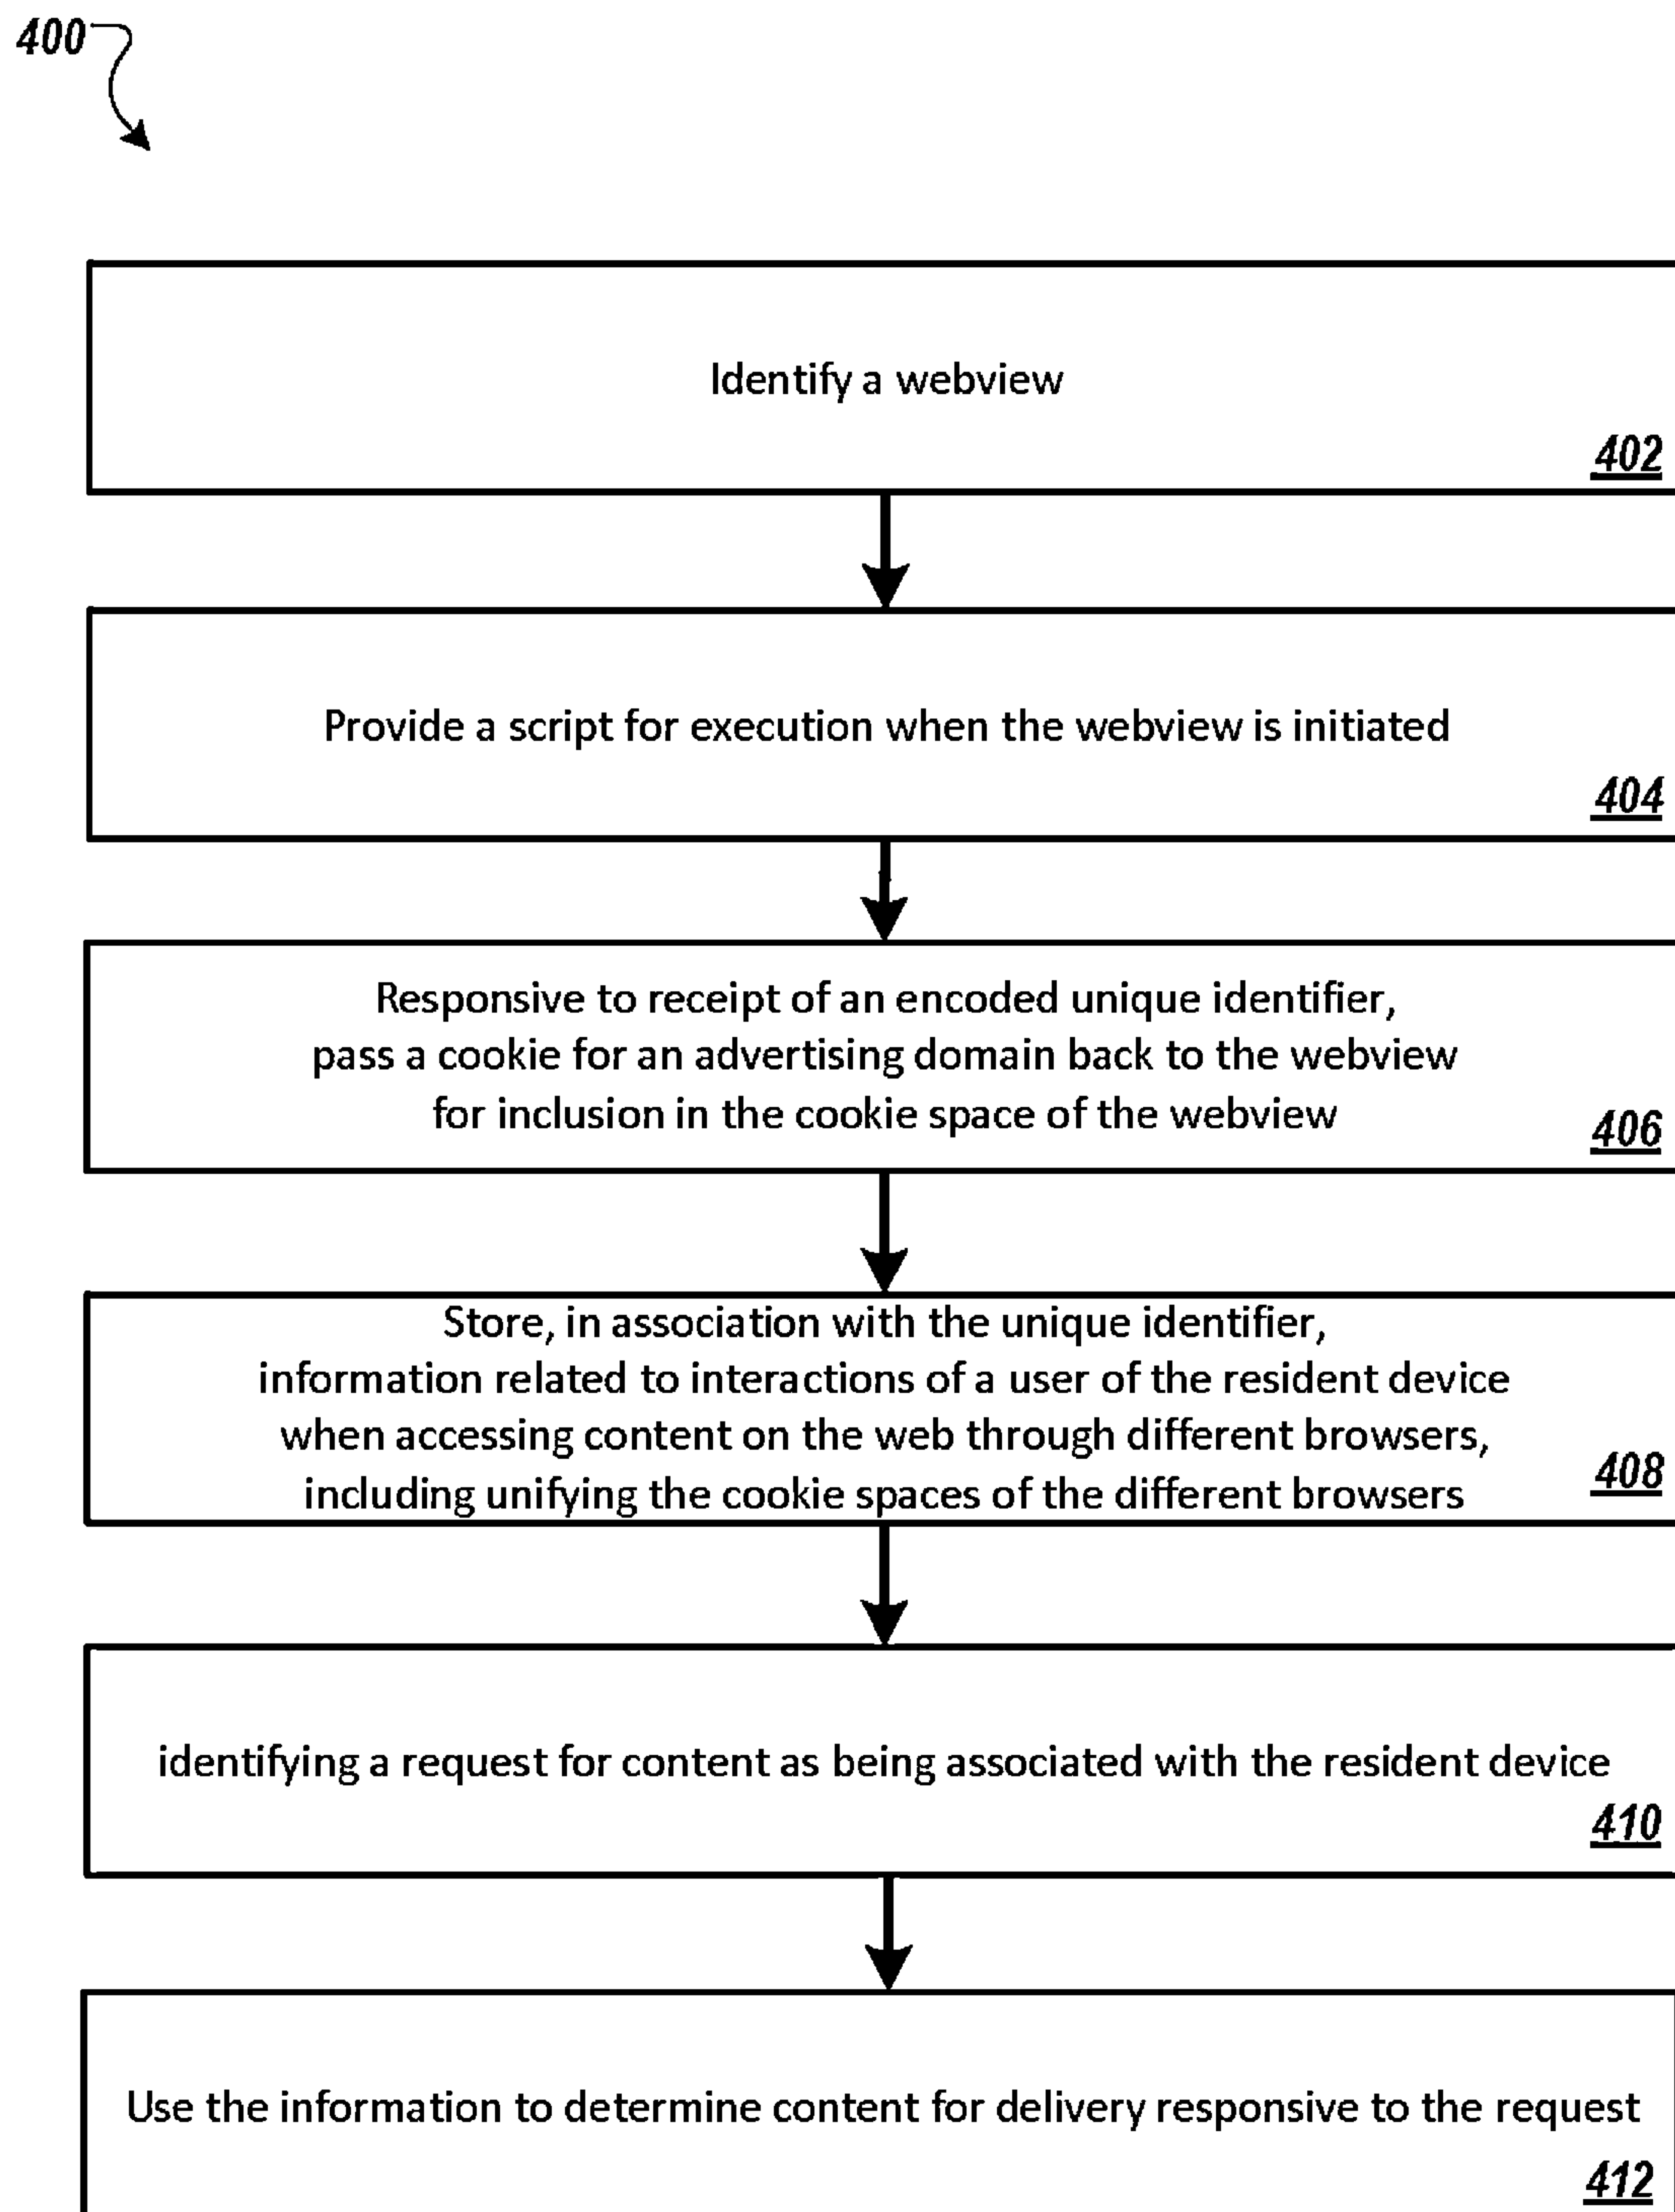 400
Identify a webview
402
Provide a script for execution when the webview is initiated
404
Responsive to receipt of an encoded unique identifier,
pass a cookie for an advertising domain back to the webview
for inclusion in the cookie space of the webview
406
Store, in association with the unique identifier,
information related to interactions of a user of the resident device
when accessing content on the web through different browsers,
including unifying the cookie spaces of the different browsers
408
identifying a request for content as being associated with the resident device
410
Use the information to determine content for delivery responsive to the request
412